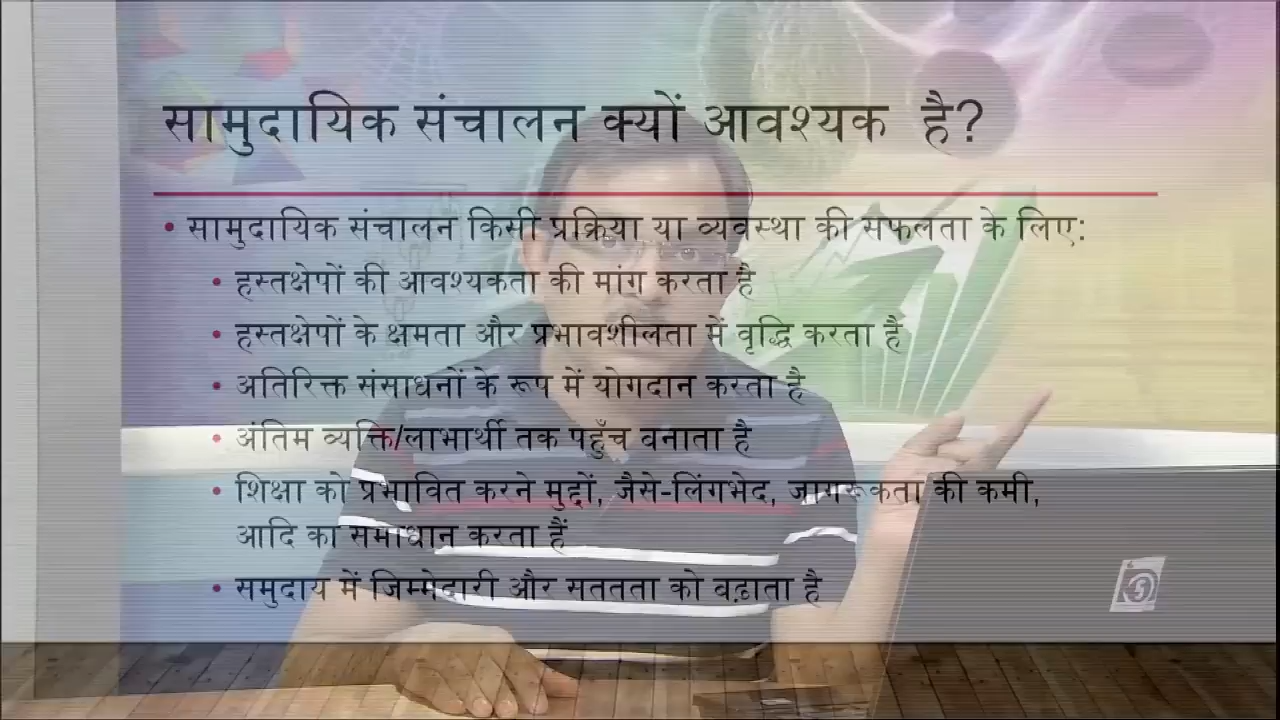 सामुदायिक संचालन क्यों आवश्यक है?
• सामुदायिक संचालन किसी प्रक्रिया या व्यवस्था की सफलता के लिए:
• हस्तक्षेपों की आवश्यकता की मांग करता है
• हस्तक्षेपों के क्षमता और प्रभावशीलता में वृद्धि करता है
• अतिरिक्त संसाधनों के रूप में योगदान करता है
• अंतिम व्यक्ति/लाभार्थी तक पहुँच बनाता है
• शिक्षा को प्रभावित करने मुद्दों, जैसे-लिंगभेद, जागरूकता की कमी,
आदि का समाधान करता हैं
• समुदाय में जिम्मेदारी और सततता को बढ़ाता है